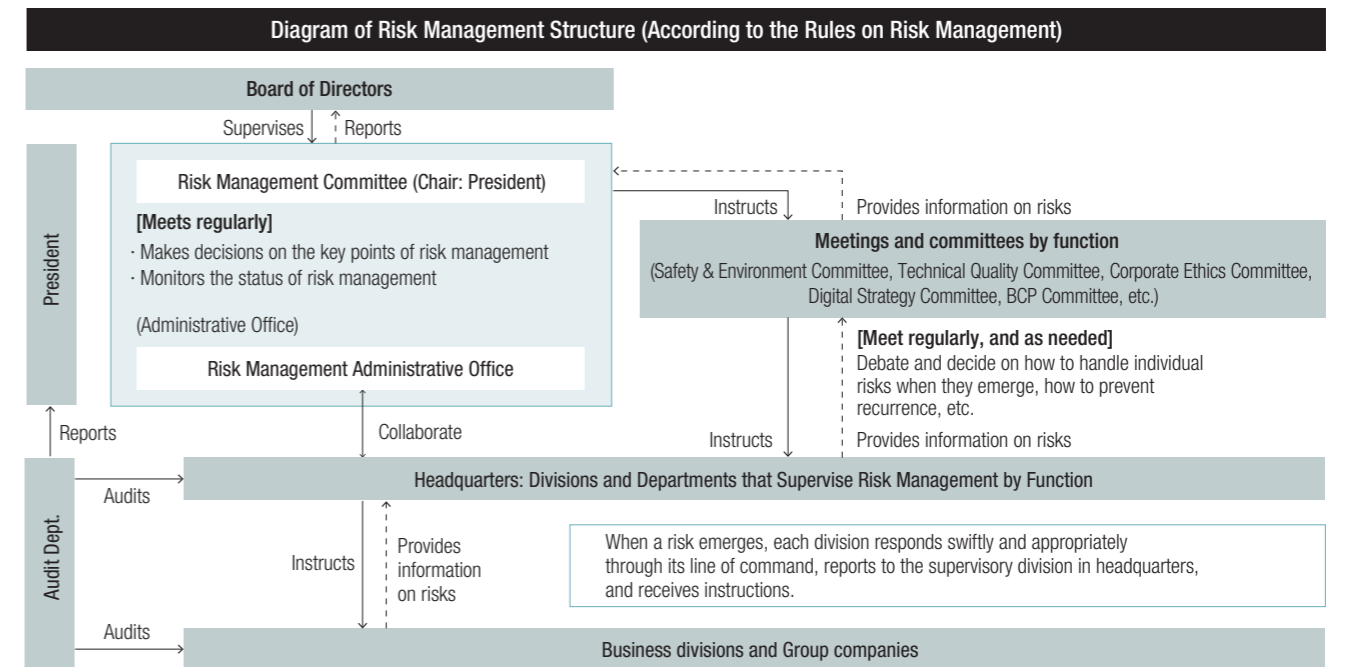 Diagram of Risk Management Structure (According to the Rules on Risk Management)
Board of Directors
Supervises
Reports
President
Risk Management Committee (Chair: President)
[Meets regularly]
· Makes decisions on the key points of risk management
· Monitors the status of risk management
(Administrative Office)
Risk Management Administrative Office
Instructs
Provides information on risks
Meetings and committees by function
(Safety & Environment Committee, Technical Quality Committee, Corporate Ethics Committee,
Digital Strategy Committee, BCP Committee, etc.)
[Meet regularly, and as needed]
Debate and decide on how to handle individual
risks when they emerge, how to prevent
recurrence, etc.
Reports
Collaborate
Instructs
Provides information on risks
Audit Dept.
Audits
Headquarters: Divisions and Departments that Supervise Risk Management by Function
Instructs
Provides
information
on risks
When a risk emerges, each division responds swiftly and appropriately
through its line of command, reports to the supervisory division in headquarters,
and receives instructions.
Audits
Business divisions and Group companies